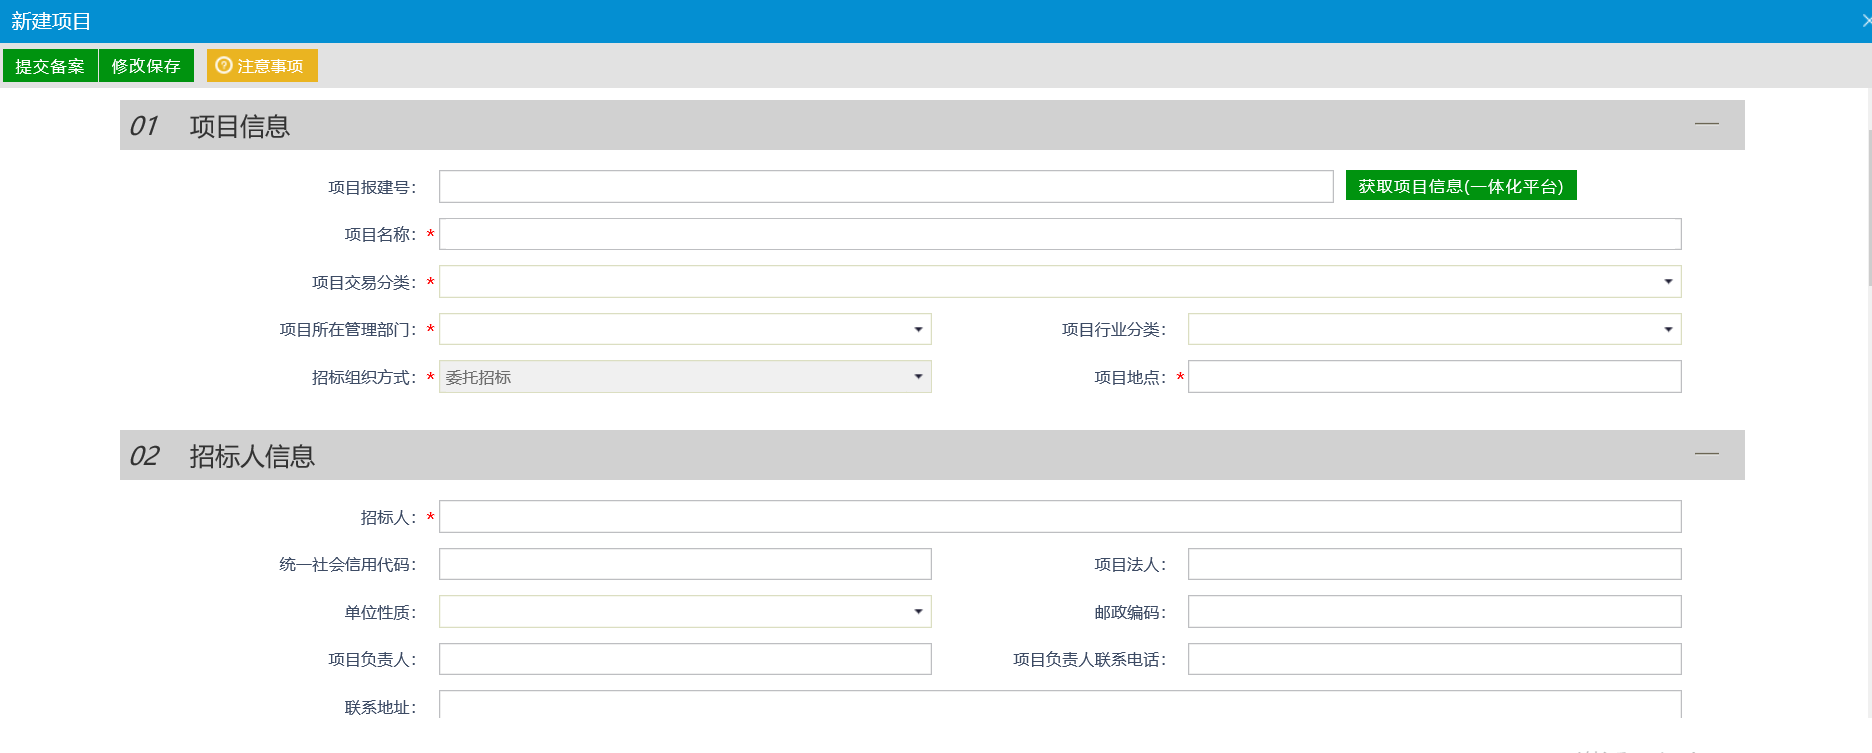 新建项目
提交备案 修改保存 注意事项
01 项目信息
项目报建号： 获取项目信息(一体化平台)
项目名称：*
项目交易分类：*
项目所在管理部门：* 项目行业分类：
招标组织方式：* 委托招标 项目地点：*
02 招标人信息
招标人：*
统一社会信用代码： 项目法人：
单位性质： 邮政编码：
项目负责人： 项目负责人联系电话：
联系地址：